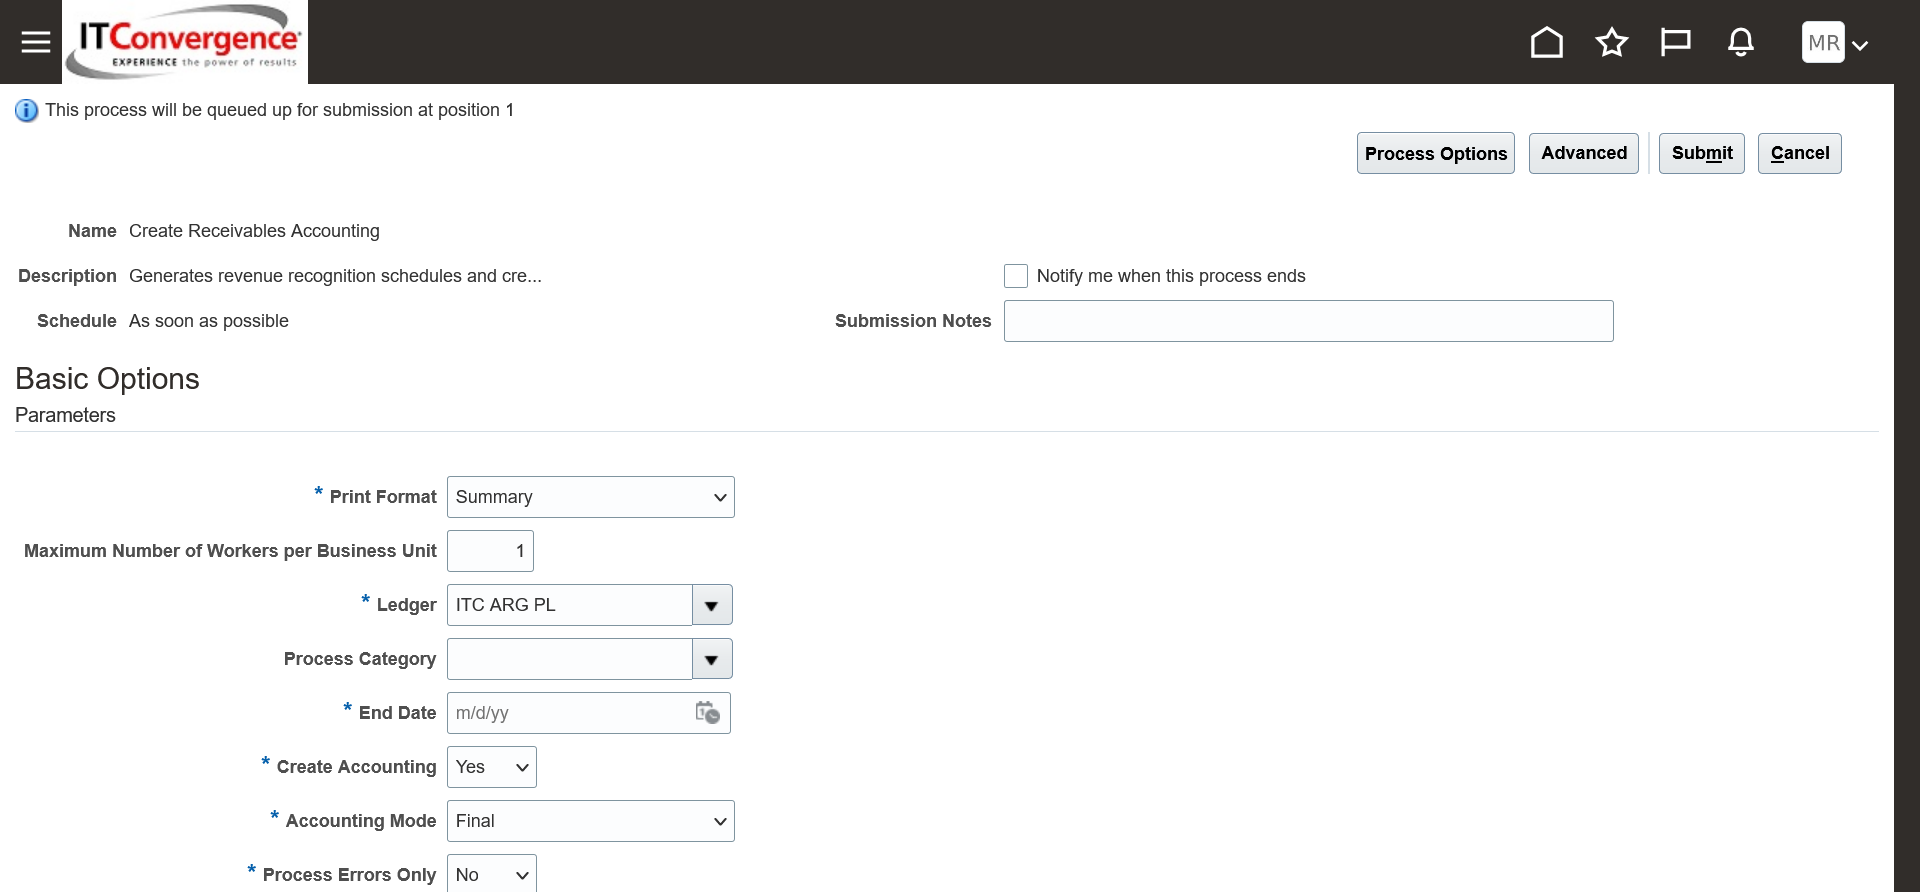 ITConvergence
EXPERIENCE the power of results
MR
This process will be queued up for submission at position 1
Process Options
Advanced
Submit
Cancel
Name Create Receivables Accounting
Description Generates revenue recognition schedules and cre...
Notify me when this process ends
Schedule As soon as possible
Submission Notes
Basic Options
Parameters
* Print Format Summary
Maximum Number of Workers per Business Unit 1
* Ledger ITC ARG PL
Process Category
* End Date m/d/yy
* Create Accounting Yes
* Accounting Mode Final
* Process Errors Only No